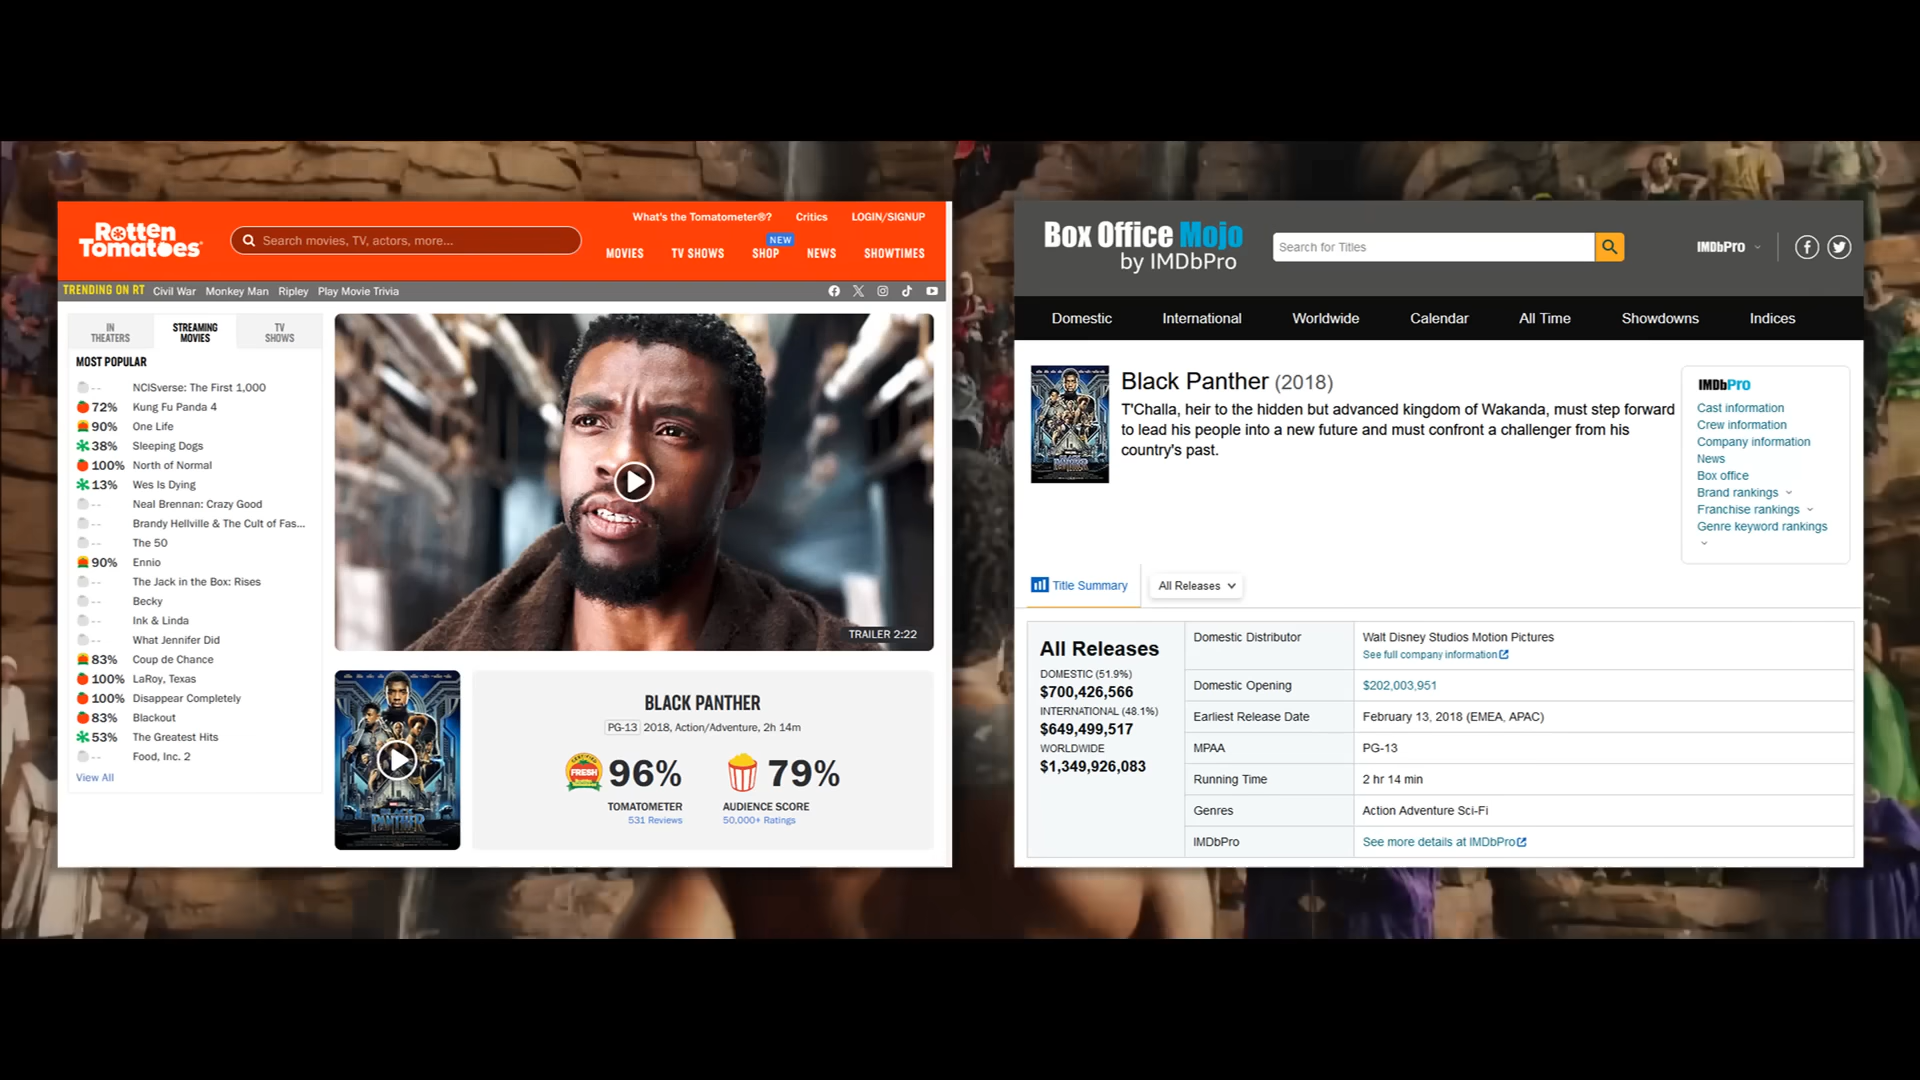 Rotten
Tomatoes
Search movies, TV, actors, more...
What's the Tomatometer®?
Critics
LOGIN/SIGNUP
NEW
MOVIES
TV SHOWS
SHOP
NEWS
SHOWTIMES
TRENDING ON RT
Civil War
Monkey Man
Ripley
Play Movie Trivia
IN
THEATERS
STREAMING
MOVIES
TV
SHOWS
MOST POPULAR
- - NCISverse: The First 1,000
72% Kung Fu Panda 4
90% One Life
38% Sleeping Dogs
100% North of Normal
13% Wes Is Dying
- - Neal Brennan: Crazy Good
- - Brandy Hellville & The Cult of Fas...
- - The 50
90% Ennio
- - The Jack in the Box: Rises
- - Becky
- - Ink & Linda
- - What Jennifer Did
83% Coup de Chance
100% LaRoy, Texas
100% Disappear Completely
83% Blackout
53% The Greatest Hits
- - Food, Inc. 2
View All
TRAILER 2:22
BLACK
PANTHER
BLACK PANTHER
PG-13 2018, Action/Adventure, 2h 14m
CERTIFIED
FRESH
96%
TOMATOMETER
531 Reviews
79%
AUDIENCE SCORE
50,000+ Ratings
Box Office Mojo
by IMDbPro
Search for Titles
IMDbPro
Domestic
International
Worldwide
Calendar
All Time
Showdowns
Indices
Black Panther (2018)
T'Challa, heir to the hidden but advanced kingdom of Wakanda, must step forward
to lead his people into a new future and must confront a challenger from his
country's past.
IMDbPro
Cast information
Crew information
Company information
News
Box office
Brand rankings
Franchise rankings
Genre keyword rankings
Title Summary
All Releases
All Releases
DOMESTIC (51.9%)
$700,426,566
INTERNATIONAL (48.1%)
$649,499,517
WORLDWIDE
$1,349,926,083
Domestic Distributor
Walt Disney Studios Motion Pictures
See full company information
Domestic Opening
$202,003,951
Earliest Release Date
February 13, 2018 (EMEA, APAC)
MPAA
PG-13
Running Time
2 hr 14 min
Genres
Action Adventure Sci-Fi
IMDbPro
See more details at IMDbPro